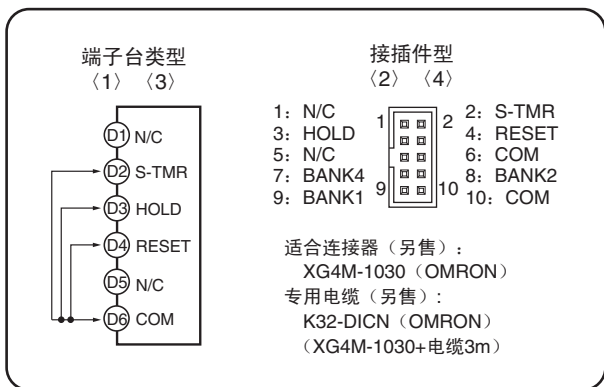 端子台类型
〈1〉〈3〉
D1 N/C
D2 S-TMR
D3 HOLD
D4 RESET
D5 N/C
D6 COM
接插件型
〈2〉〈4〉
1：N/C
3：HOLD
5：N/C
7：BANK4
9：BANK1
1 2
9 10
2：S-TMR
4：RESET
6：COM
8：BANK2
10：COM
适合连接器（另售）：
XG4M-1030（OMRON）
专用电缆（另售）：
K32-DICN（OMRON）
（XG4M-1030+电缆3m）